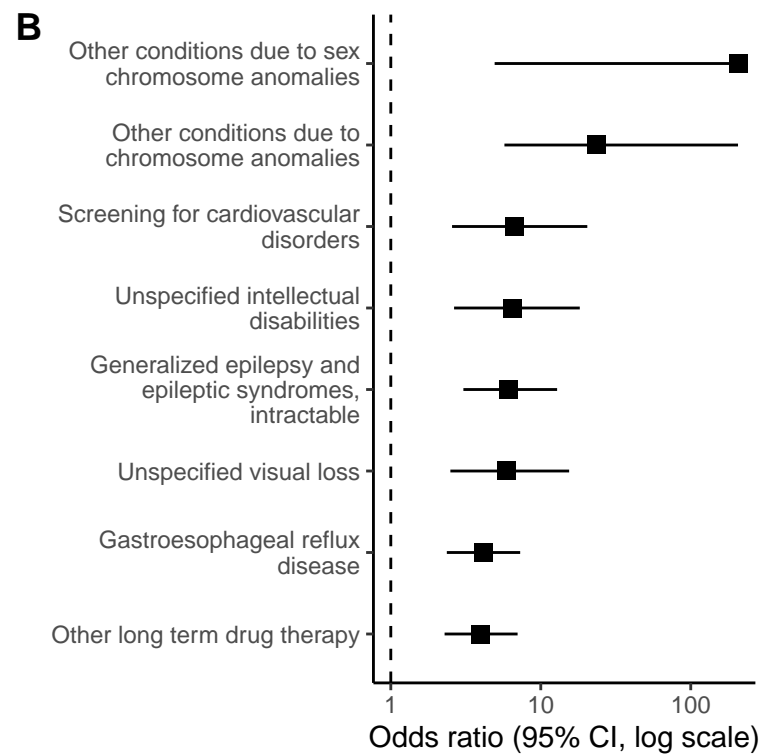 B
Other conditions due to sex
chromosome anomalies
Other conditions due to
chromosome anomalies
Screening for cardiovascular
disorders
Unspecified intellectual
disabilities
Generalized epilepsy and
epileptic syndromes,
intractable
Unspecified visual loss
Gastroesophageal reflux
disease
Other long term drug therapy
1 10 100
Odds ratio (95% CI, log scale)